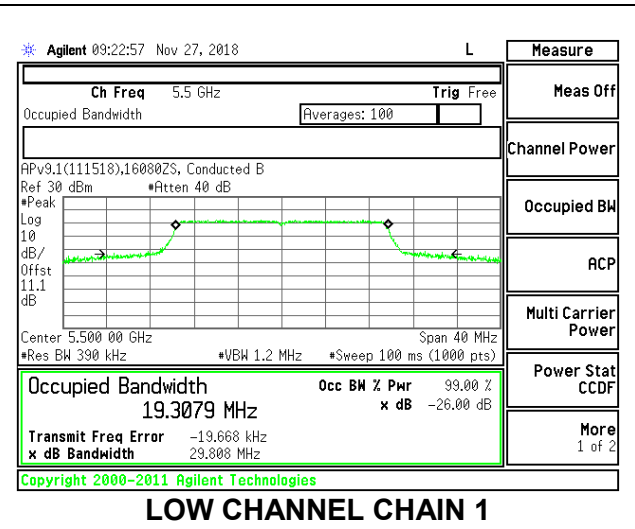 Agilent 09:22:57 Nov 27, 2018 L Measure
Ch Freq 5.5 GHz Trig Free
Occupied Bandwidth Averages: 100
APv9.1(111518),16080ZS, Conducted B
Ref 30 dBm #Atten 40 dB
#Peak
Log
10
dB/
Offst
11.1
dB
Center 5.500 00 GHz Span 40 MHz
#Res BW 390 kHz #VBW 1.2 MHz #Sweep 100 ms (1000 pts)
Occupied Bandwidth Occ BW % Pwr 99.00 %
19.3079 MHz x dB -26.00 dB
Transmit Freq Error -19.668 kHz
x dB Bandwidth 29.808 MHz
Meas Off
Channel Power
Occupied BW
ACP
Multi Carrier
Power
Power Stat
CCDF
More
1 of 2
Copyright 2000-2011 Agilent Technologies
LOW CHANNEL CHAIN 1